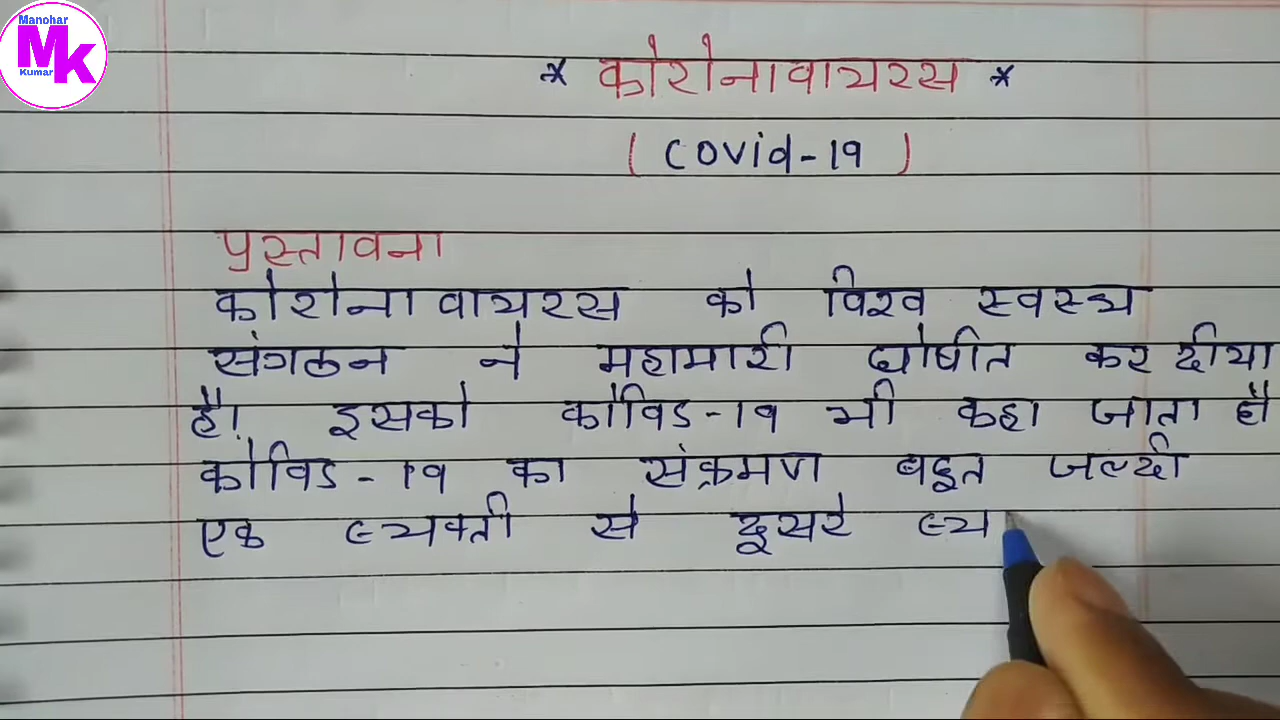 Manohar
MK
Kumar
* कोरोनावायरस *
( Covid-19 )
प्रस्तावना
कोरोनावायरस को विश्व स्वस्थ्य
संगठन ने महामारी घोषीत कर दीया
है। इसको कोविड-19 भी कहा जाता है
कोविड-19 का संक्रमण बहुत जल्दी
एक व्यक्ती से दूसरे व्य